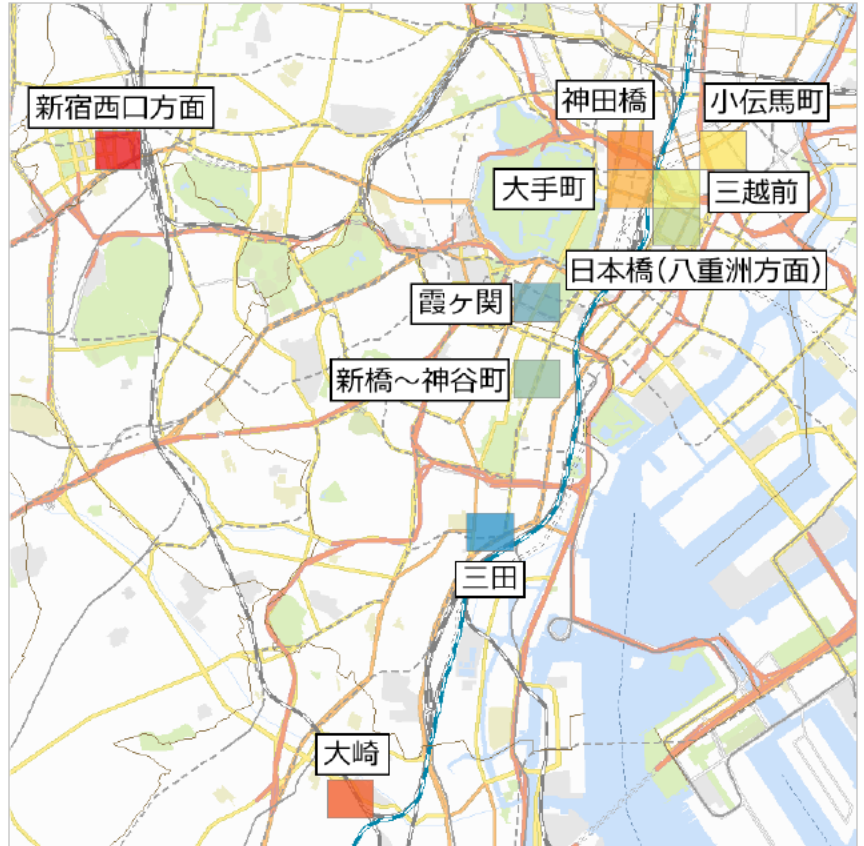 新宿西口方面
神田橋
小伝馬町
大手町
三越前
日本橋(八重洲方面)
霞ヶ関
新橋～神谷町
三田
大崎